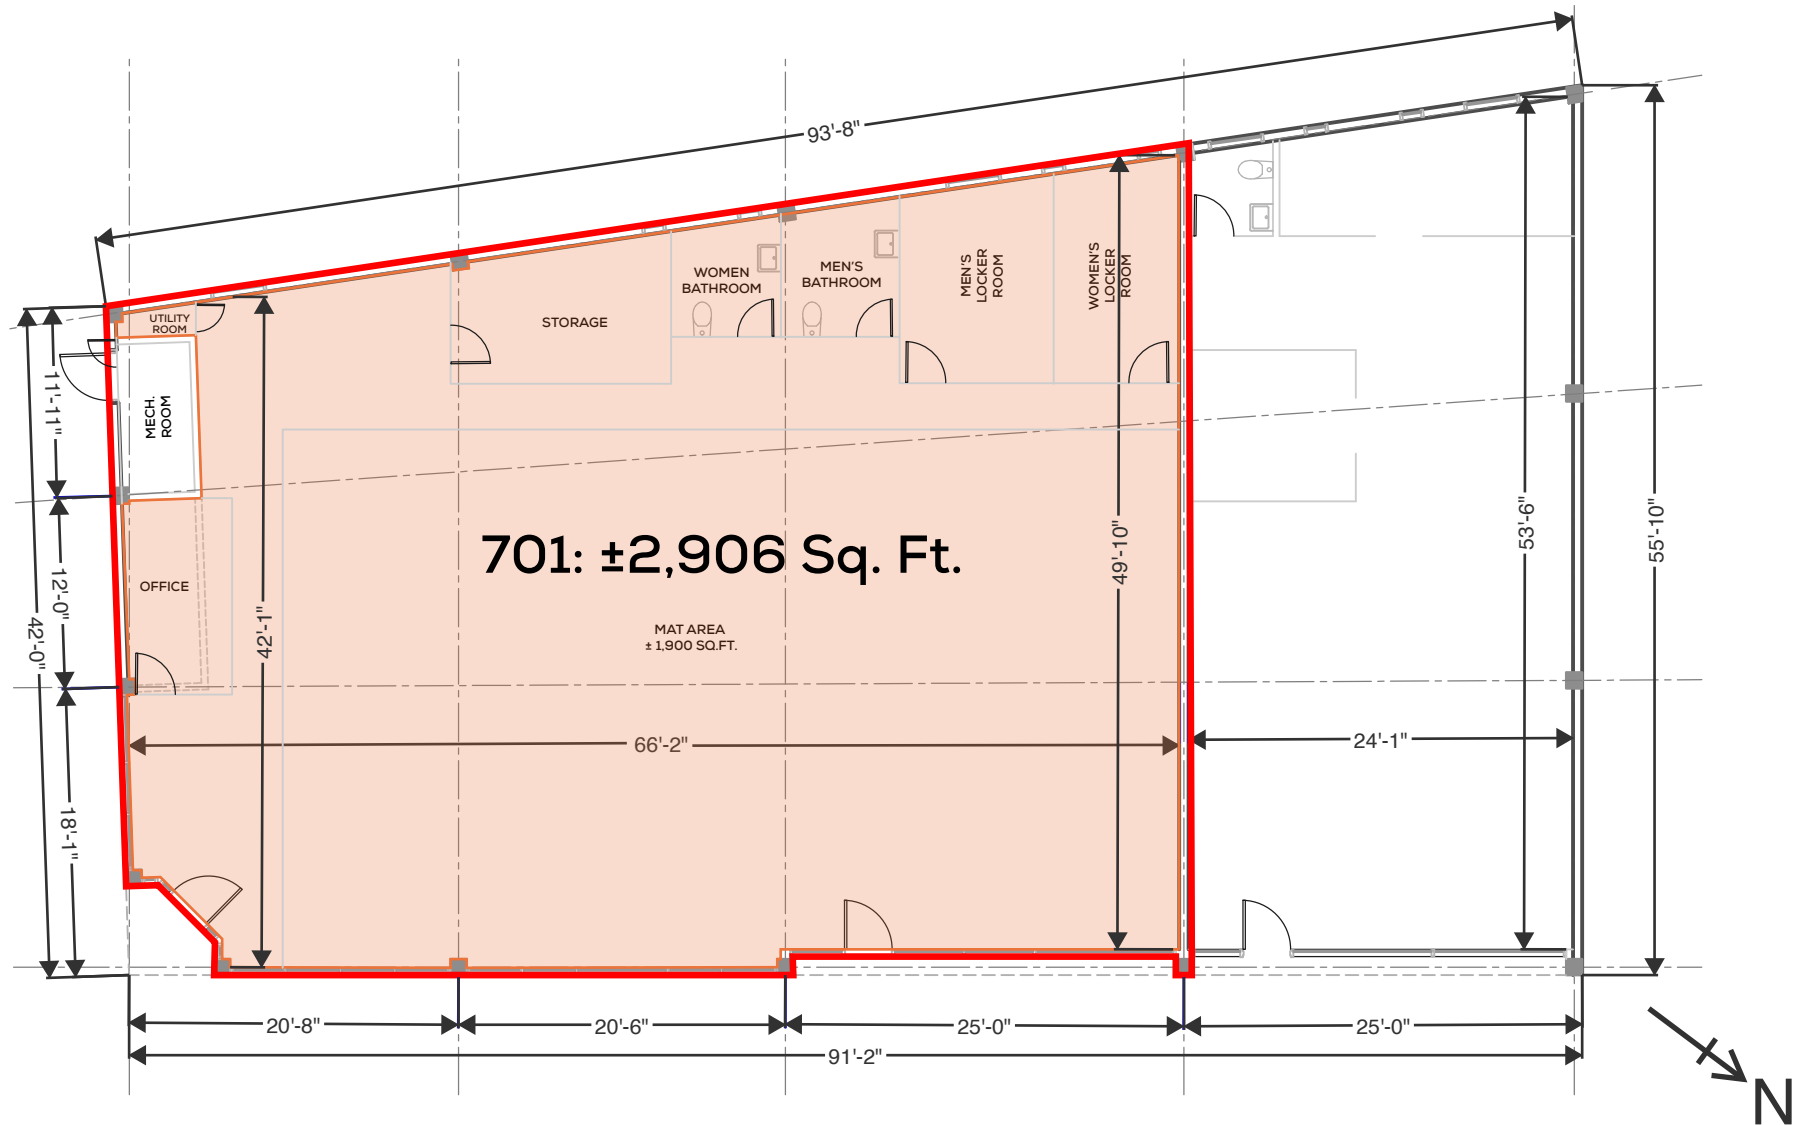 93'-8"
UTILITY
ROOM
MECH.
ROOM
STORAGE
WOMEN
BATHROOM
MEN'S
BATHROOM
MEN'S
LOCKER
ROOM
WOMEN'S
LOCKER
ROOM
11'-11"
12'-0"
42'-0"
18'-1"
OFFICE
42'-1"
701: ±2,906 Sq. Ft.
MAT AREA
± 1,900 SQ.FT.
49'-10"
53'-6"
55'-10"
66'-2"
24'-1"
20'-8"
20'-6"
25'-0"
25'-0"
91'-2"
N